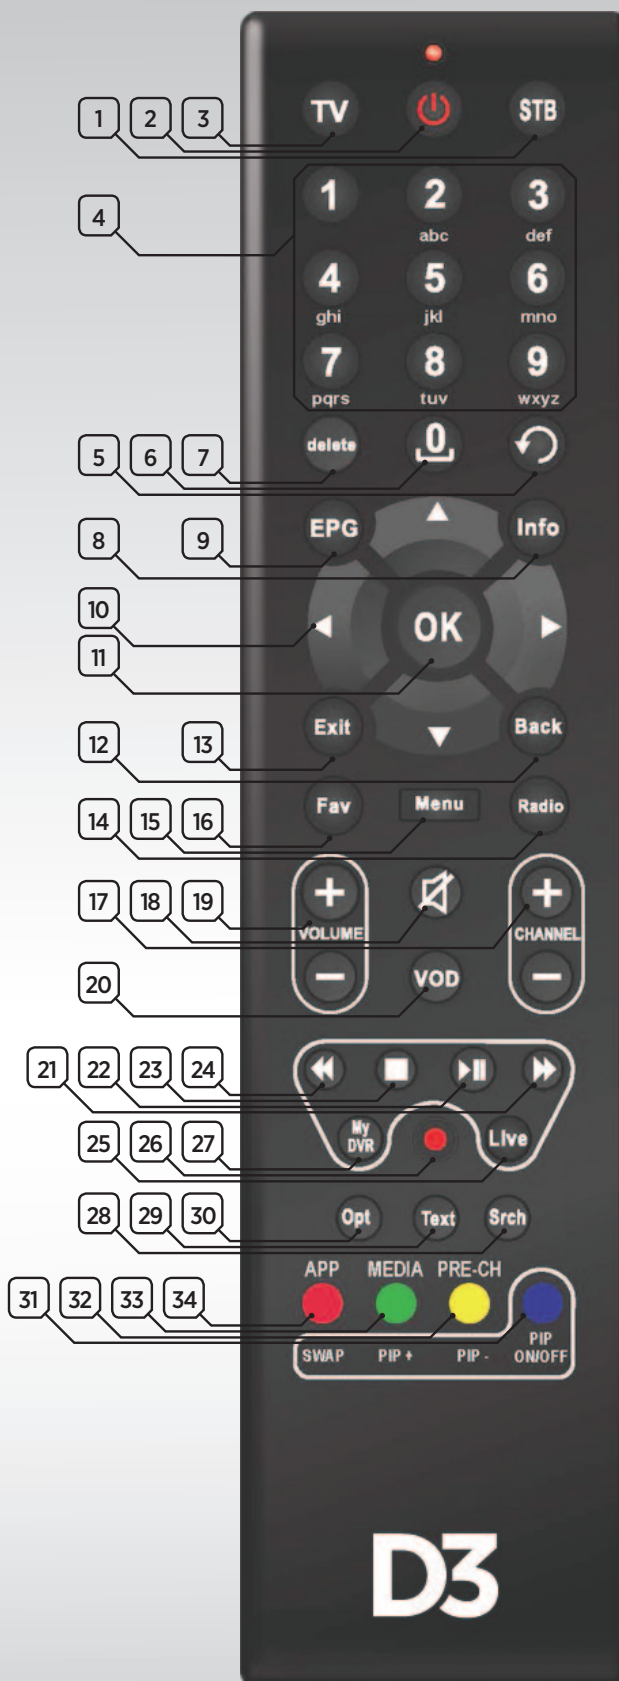 1 2 3 TV STB
4 1 2 3
abc def
4 5 6
ghi jkl mno
7 8 9
pqrs tuv wxyz
5 6 7 delete 0
8 9 EPG Info
10 OK
11
12 13 Exit Back
14 15 16 Fav Menu Radio
17 18 19 + +
VOLUME CHANNEL
20 − VOD −
21 22 23 24
25 26 27 My DVR Live
28 29 30 Opt Text Srch
APP MEDIA PRE-CH
31 32 33 34
SWAP PIP + PIP - PIP ON/OFF
D3